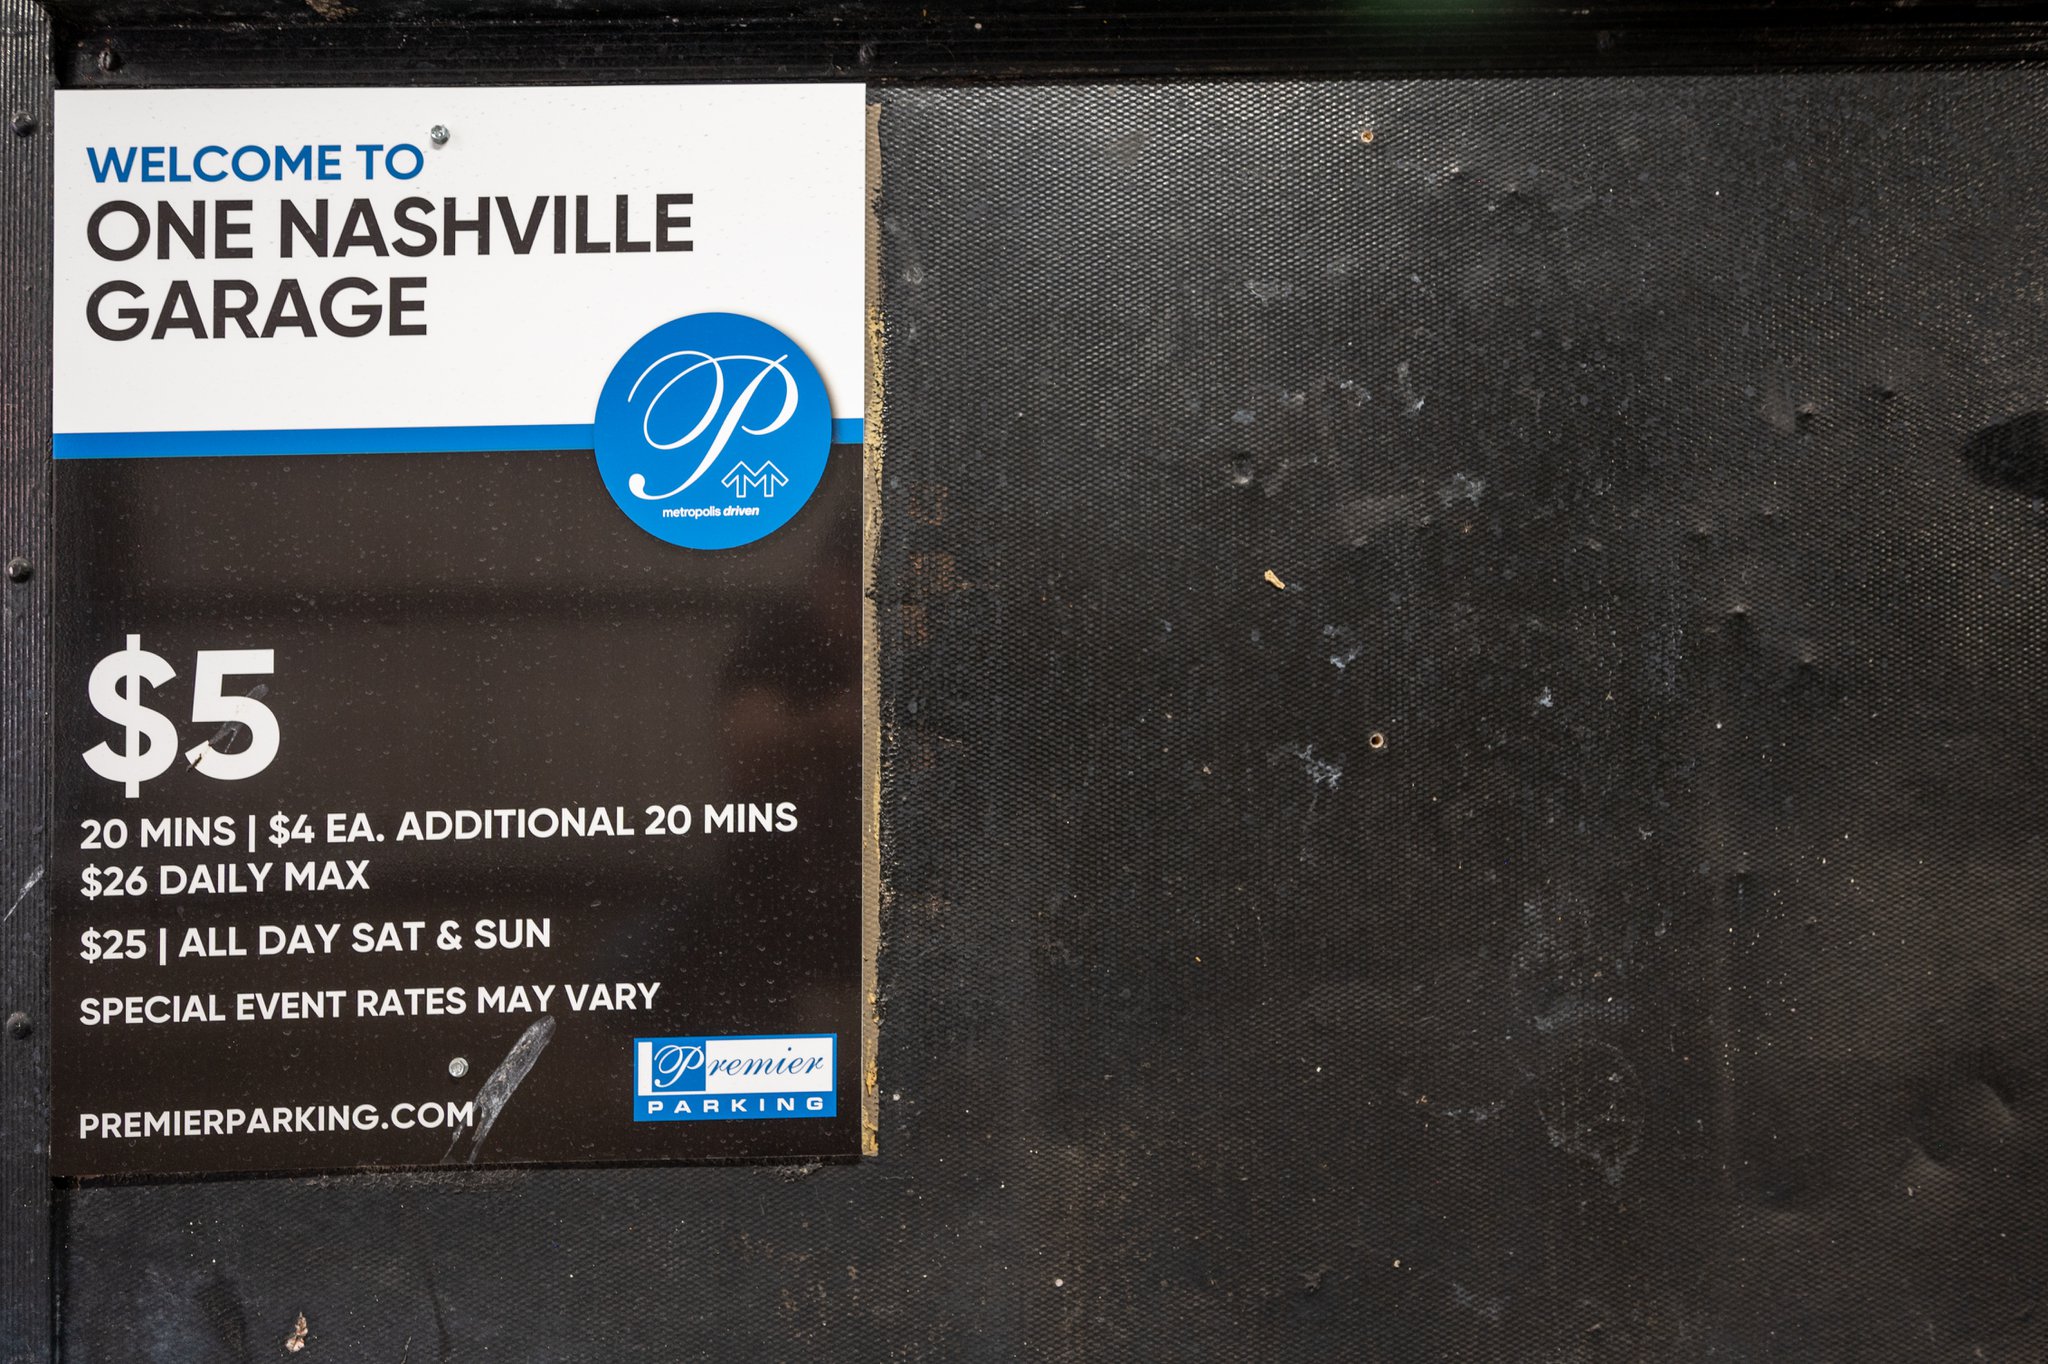 WELCOME TO
ONE NASHVILLE
GARAGE
P
metropolis driven
$5
20 MINS | $4 EA. ADDITIONAL 20 MINS
$26 DAILY MAX
$25 | ALL DAY SAT & SUN
SPECIAL EVENT RATES MAY VARY
Premier
PARKING
PREMIERPARKING.COM